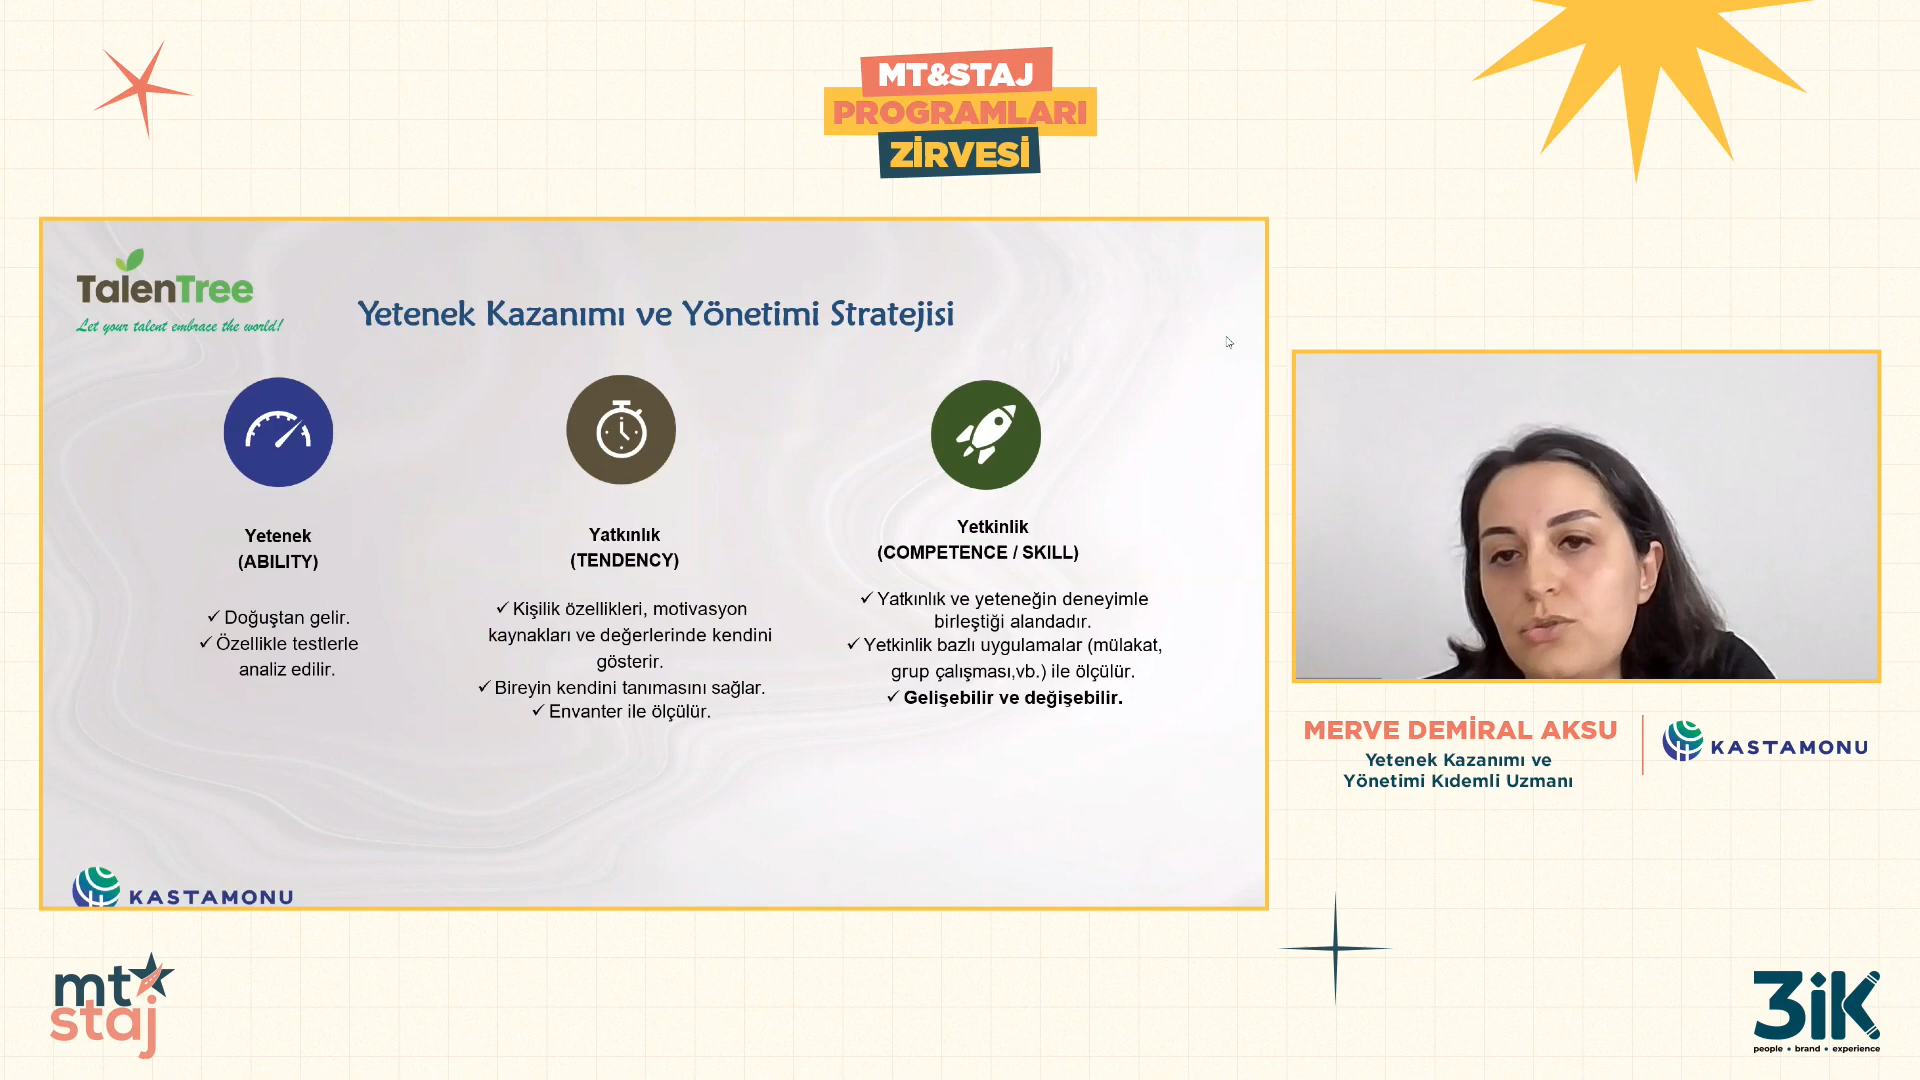 MT&STAJ
PROGRAMLARI
ZİRVESİ
TalenTree
Let your talent embrace the world!
Yetenek Kazanımı ve Yönetimi Stratejisi
Yetenek
(ABILITY)
✓ Doğuştan gelir.
✓ Özellikle testlerle
analiz edilir.
Yatkınlık
(TENDENCY)
✓ Kişilik özellikleri, motivasyon
kaynakları ve değerlerinde kendini
gösterir.
✓ Bireyin kendini tanımasını sağlar.
✓ Envanter ile ölçülür.
Yetkinlik
(COMPETENCE / SKILL)
✓ Yatkınlık ve yeteneğin deneyimle
birleştiği alandadır.
✓ Yetkinlik bazlı uygulamalar (mülakat,
grup çalışması,vb.) ile ölçülür.
✓ Gelişebilir ve değişebilir.
KASTAMONU
MERVE DEMİRAL AKSU
Yetenek Kazanımı ve
Yönetimi Kıdemli Uzmanı
KASTAMONU
mt
staj
3iK
people • brand • experience